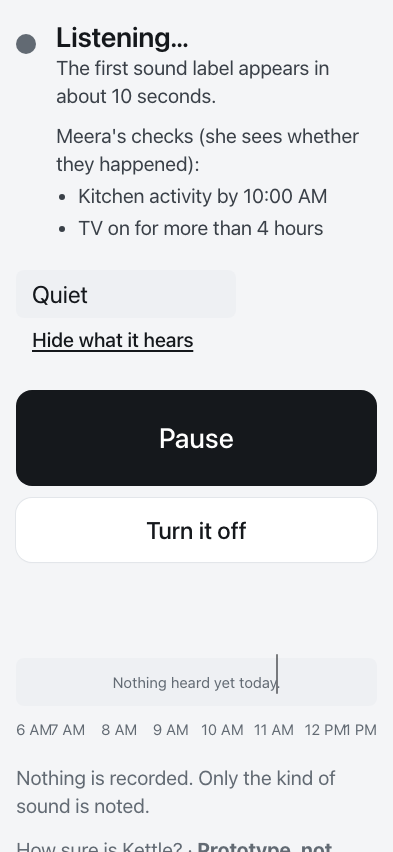 Listening...
The first sound label appears in
about 10 seconds.
Meera's checks (she sees whether
they happened):
• Kitchen activity by 10:00 AM
• TV on for more than 4 hours
Quiet
Hide what it hears
Pause
Turn it off
Nothing heard yet today.
6 AM 7 AM 8 AM 9 AM 10 AM 11 AM 12 PM 1 PM
Nothing is recorded. Only the kind of
sound is noted.
How sure is Kettle? · Prototype, not